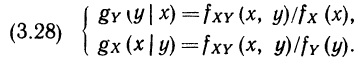 (3.28) { g_Y (y | x) = f_XY (x, y)/f_X (x),
g_X (x | y) = f_XY (x, y)/f_Y (y).